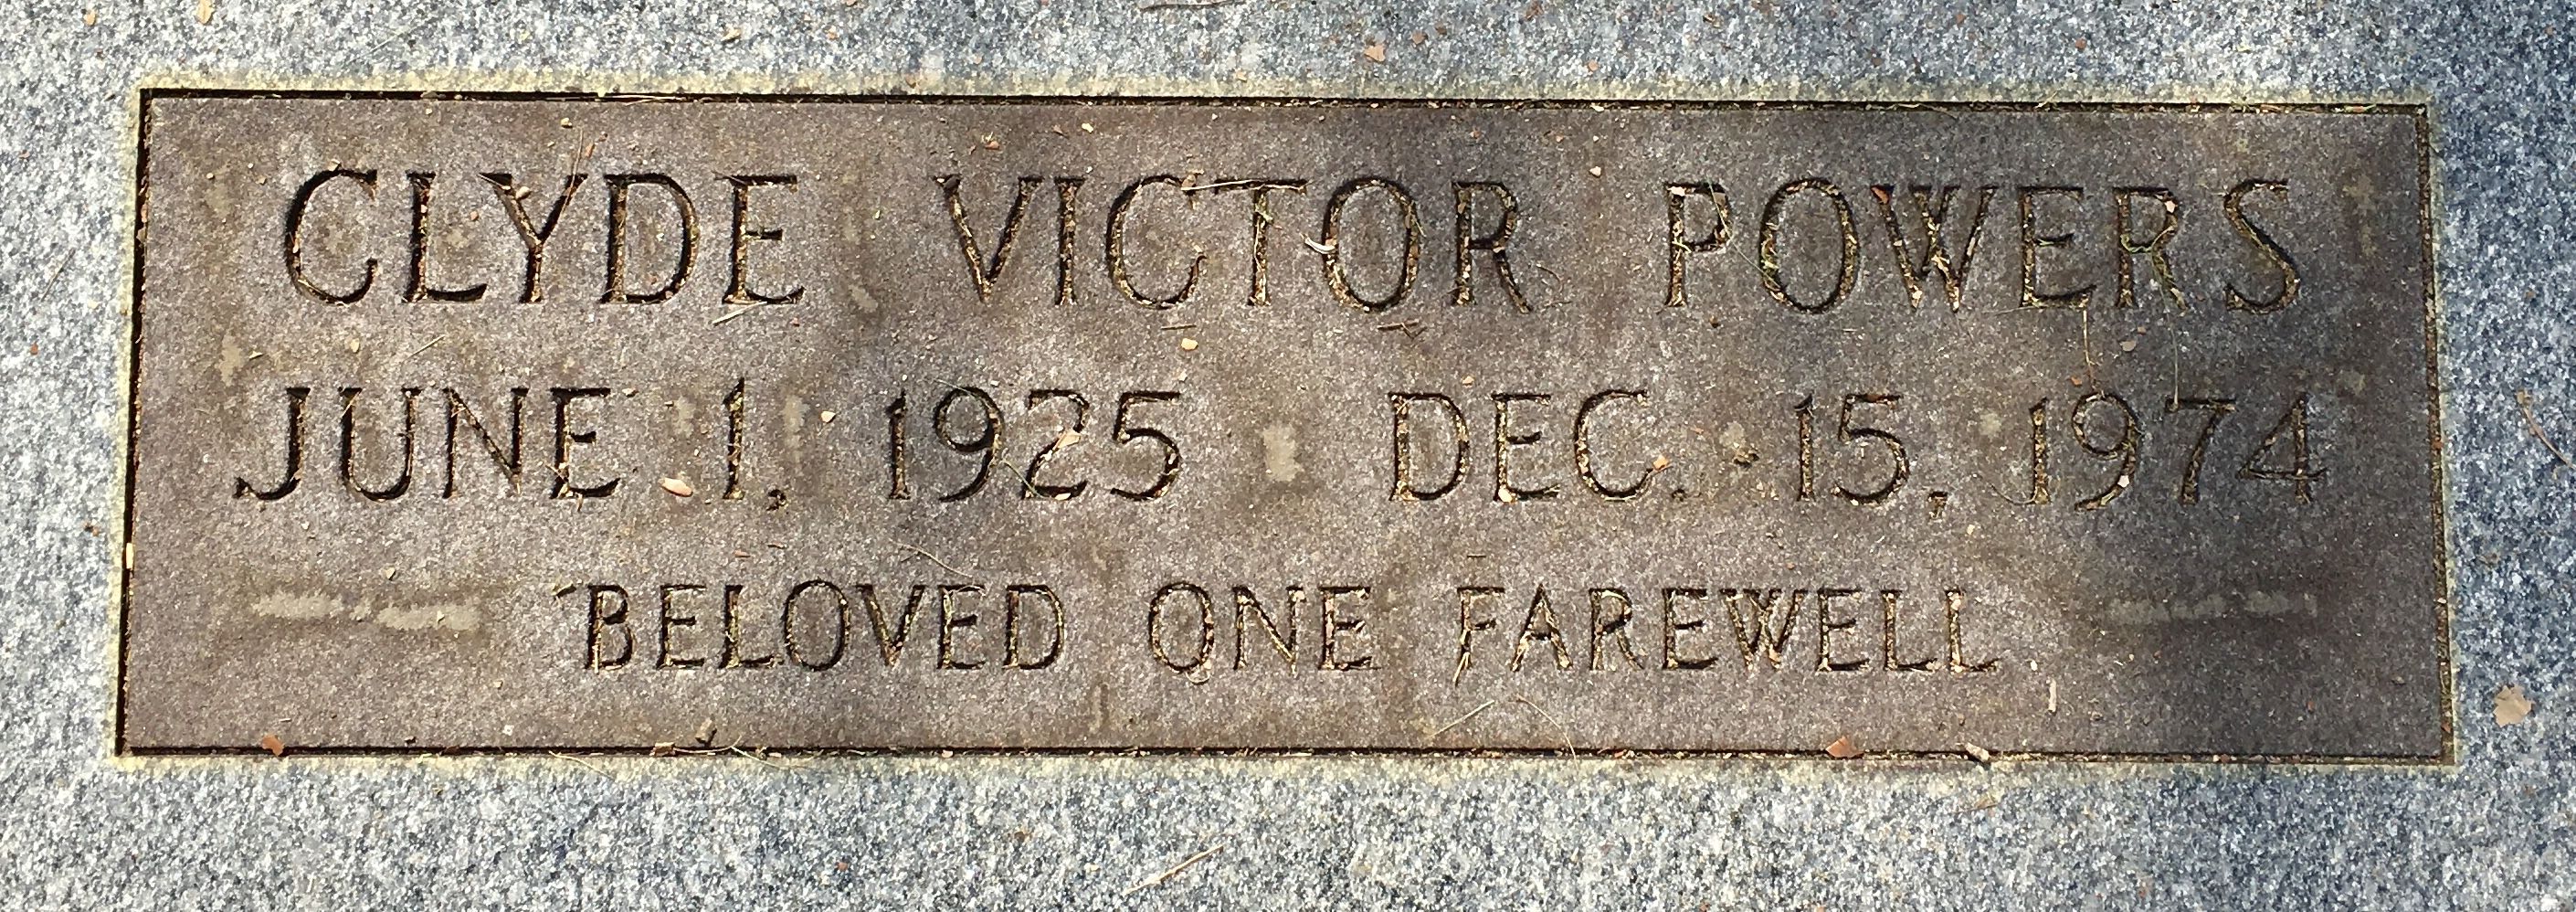 CLYDE VICTOR POWERS
JUNE 1, 1925 DEC. 15, 1974
BELOVED ONE FAREWELL